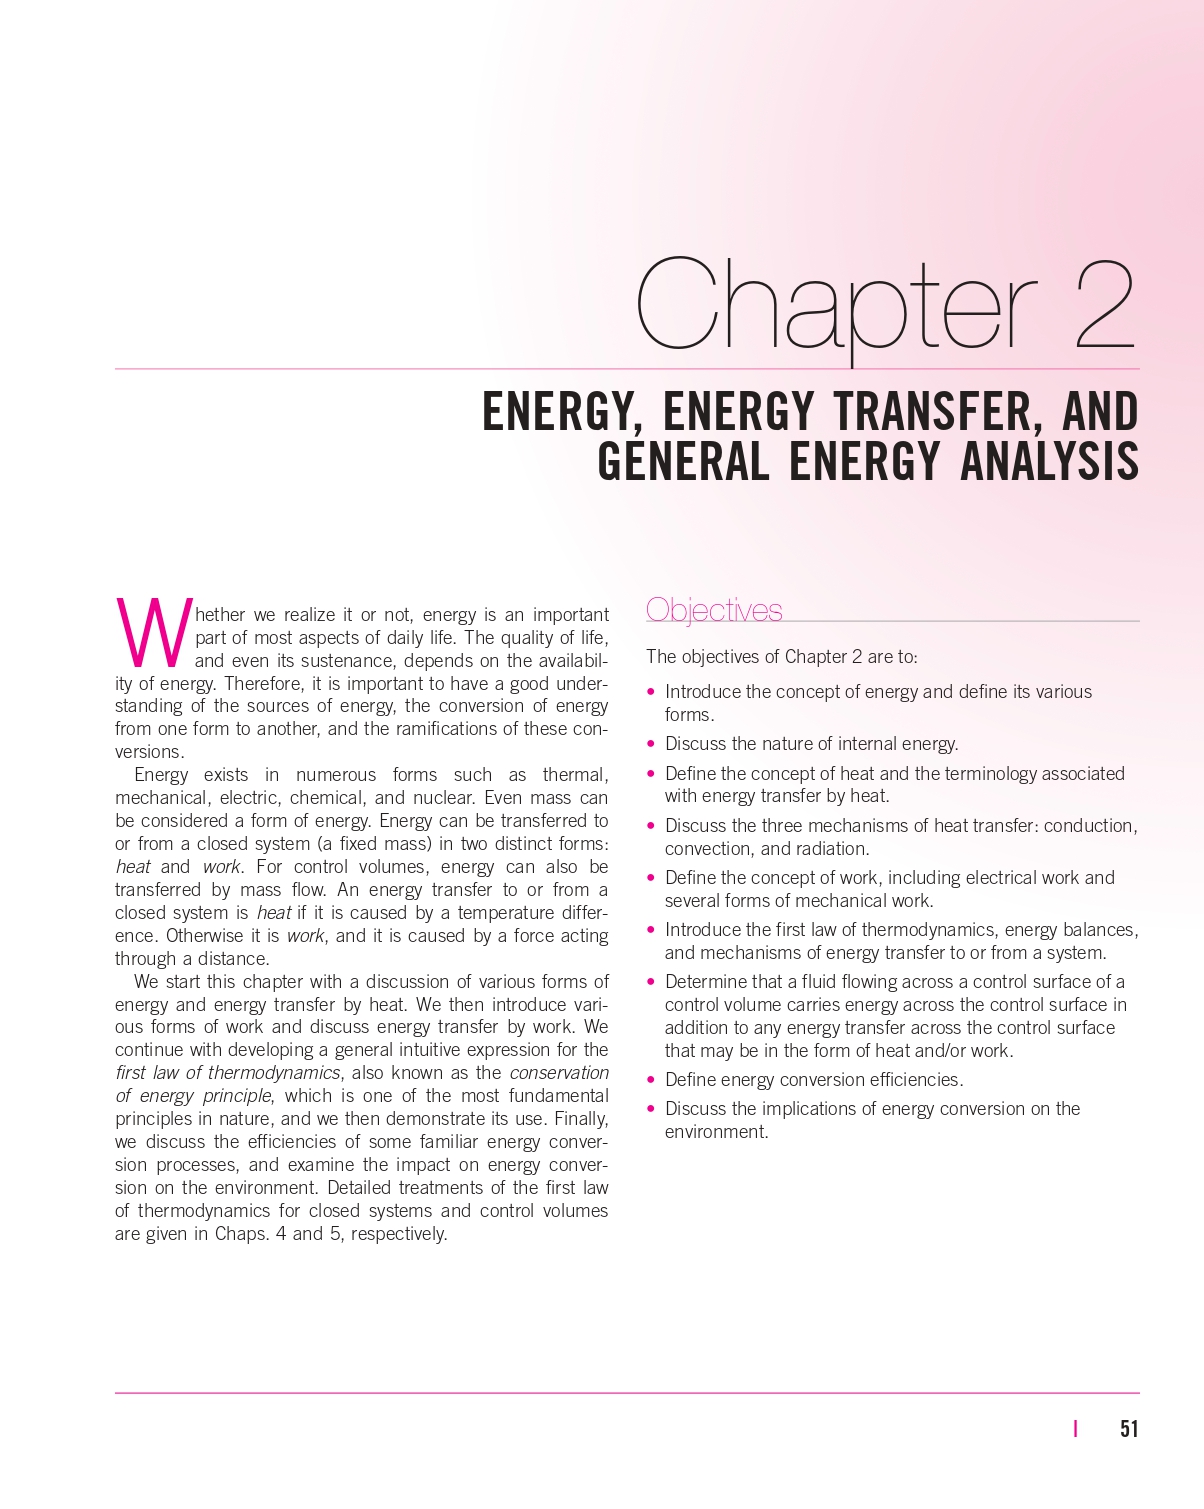 Chapter 2
ENERGY, ENERGY TRANSFER, AND
GENERAL ENERGY ANALYSIS
Whether we realize it or not, energy is an important
part of most aspects of daily life. The quality of life,
and even its sustenance, depends on the availabil-
ity of energy. Therefore, it is important to have a good under-
standing of the sources of energy, the conversion of energy
from one form to another, and the ramifications of these con-
versions.
Energy exists in numerous forms such as thermal,
mechanical, electric, chemical, and nuclear. Even mass can
be considered a form of energy. Energy can be transferred to
or from a closed system (a fixed mass) in two distinct forms:
heat and work. For control volumes, energy can also be
transferred by mass flow. An energy transfer to or from a
closed system is heat if it is caused by a temperature differ-
ence. Otherwise it is work, and it is caused by a force acting
through a distance.
We start this chapter with a discussion of various forms of
energy and energy transfer by heat. We then introduce vari-
ous forms of work and discuss energy transfer by work. We
continue with developing a general intuitive expression for the
first law of thermodynamics, also known as the conservation
of energy principle, which is one of the most fundamental
principles in nature, and we then demonstrate its use. Finally,
we discuss the efficiencies of some familiar energy conver-
sion processes, and examine the impact on energy conver-
sion on the environment. Detailed treatments of the first law
of thermodynamics for closed systems and control volumes
are given in Chaps. 4 and 5, respectively.
Objectives
The objectives of Chapter 2 are to:
• Introduce the concept of energy and define its various
forms.
• Discuss the nature of internal energy.
• Define the concept of heat and the terminology associated
with energy transfer by heat.
• Discuss the three mechanisms of heat transfer: conduction,
convection, and radiation.
• Define the concept of work, including electrical work and
several forms of mechanical work.
• Introduce the first law of thermodynamics, energy balances,
and mechanisms of energy transfer to or from a system.
• Determine that a fluid flowing across a control surface of a
control volume carries energy across the control surface in
addition to any energy transfer across the control surface
that may be in the form of heat and/or work.
• Define energy conversion efficiencies.
• Discuss the implications of energy conversion on the
environment.
| 51